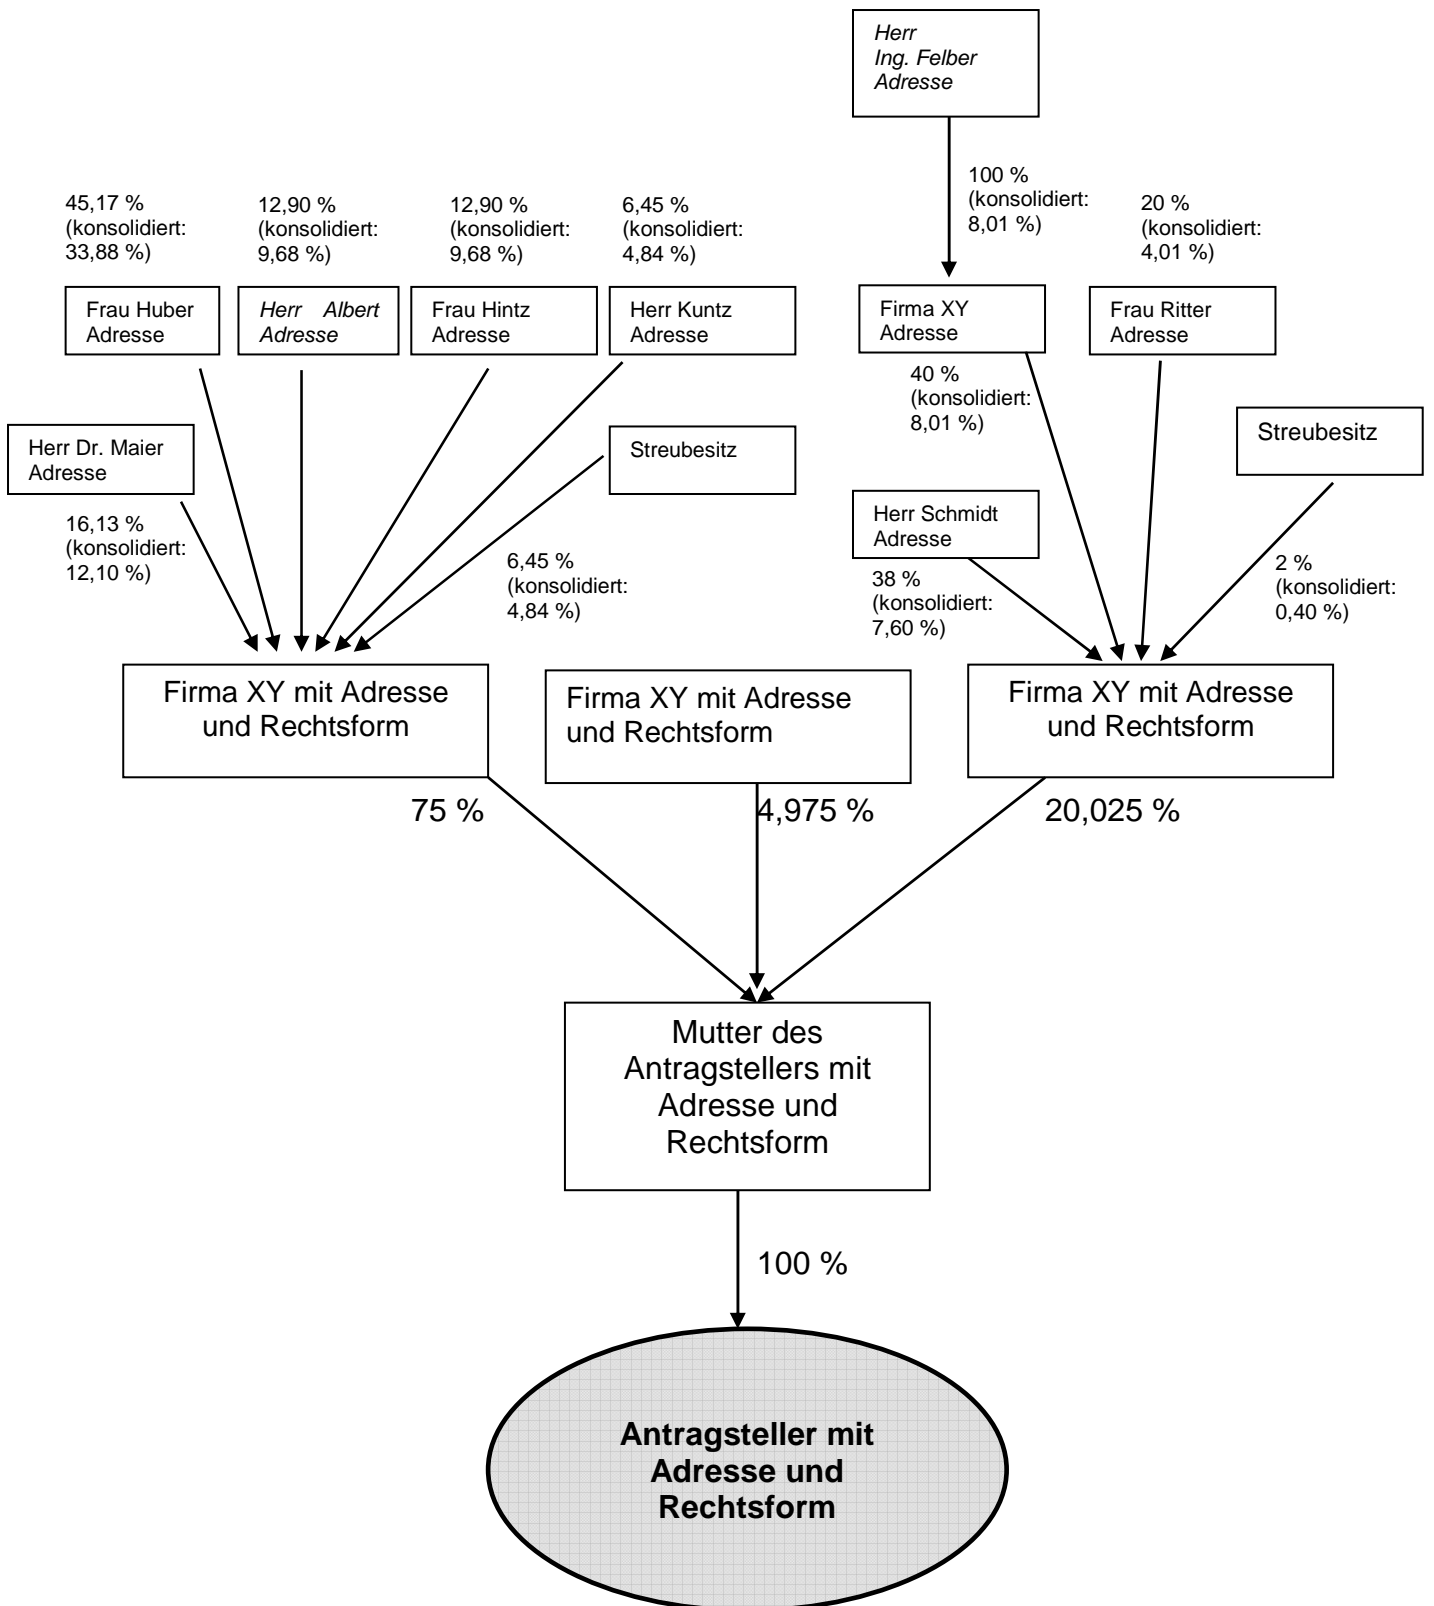 Herr
Ing. Felber
Adresse
100 %
(konsolidiert:
8,01 %)
45,17 %
(konsolidiert:
33,88 %)
12,90 %
(konsolidiert:
9,68 %)
12,90 %
(konsolidiert:
9,68 %)
6,45 %
(konsolidiert:
4,84 %)
20 %
(konsolidiert:
4,01 %)
Frau Huber
Adresse
Herr Albert
Adresse
Frau Hintz
Adresse
Herr Kuntz
Adresse
Firma XY
Adresse
Frau Ritter
Adresse
40 %
(konsolidiert:
8,01 %)
Herr Dr. Maier
Adresse
Streubesitz
Streubesitz
16,13 %
(konsolidiert:
12,10 %)
6,45 %
(konsolidiert:
4,84 %)
Herr Schmidt
Adresse
38 %
(konsolidiert:
7,60 %)
2 %
(konsolidiert:
0,40 %)
Firma XY mit Adresse
und Rechtsform
Firma XY mit Adresse
und Rechtsform
Firma XY mit Adresse
und Rechtsform
75 %
4,975 %
20,025 %
Mutter des
Antragstellers mit
Adresse und
Rechtsform
100 %
Antragsteller mit
Adresse und
Rechtsform